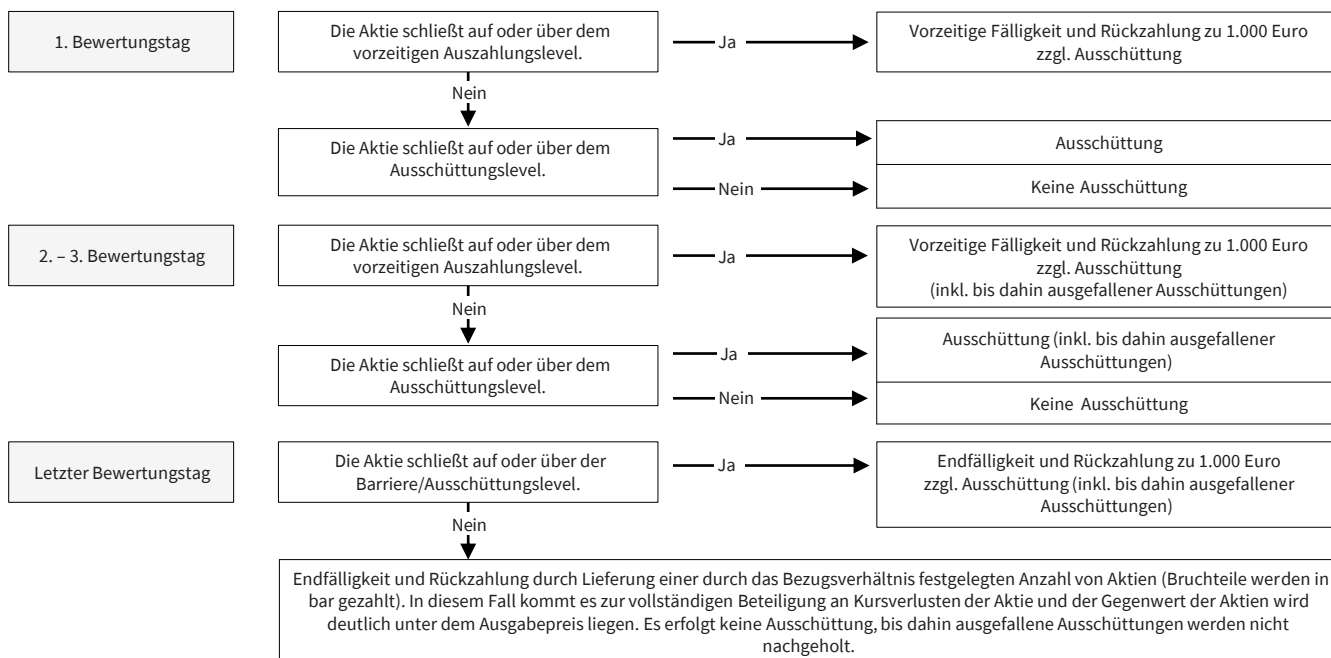 1. Bewertungstag
Die Aktie schließt auf oder über dem
vorzeitigen Auszahlungslevel.
Ja
Vorzeitige Fälligkeit und Rückzahlung zu 1.000 Euro
zzgl. Ausschüttung
Nein
Die Aktie schließt auf oder über dem
Ausschüttungslevel.
Ja
Ausschüttung
Nein
Keine Ausschüttung
2. – 3. Bewertungstag
Die Aktie schließt auf oder über dem
vorzeitigen Auszahlungslevel.
Ja
Vorzeitige Fälligkeit und Rückzahlung zu 1.000 Euro
zzgl. Ausschüttung
(inkl. bis dahin ausgefallener Ausschüttungen)
Nein
Die Aktie schließt auf oder über dem
Ausschüttungslevel.
Ja
Ausschüttung (inkl. bis dahin ausgefallener
Ausschüttungen)
Nein
Keine Ausschüttung
Letzter Bewertungstag
Die Aktie schließt auf oder über der
Barriere/Ausschüttungslevel.
Ja
Endfälligkeit und Rückzahlung zu 1.000 Euro
zzgl. Ausschüttung (inkl. bis dahin ausgefallener
Ausschüttungen)
Nein
Endfälligkeit und Rückzahlung durch Lieferung einer durch das Bezugsverhältnis festgelegten Anzahl von Aktien (Bruchteile werden in
bar gezahlt). In diesem Fall kommt es zur vollständigen Beteiligung an Kursverlusten der Aktie und der Gegenwert der Aktien wird
deutlich unter dem Ausgabepreis liegen. Es erfolgt keine Ausschüttung, bis dahin ausgefallene Ausschüttungen werden nicht
nachgeholt.